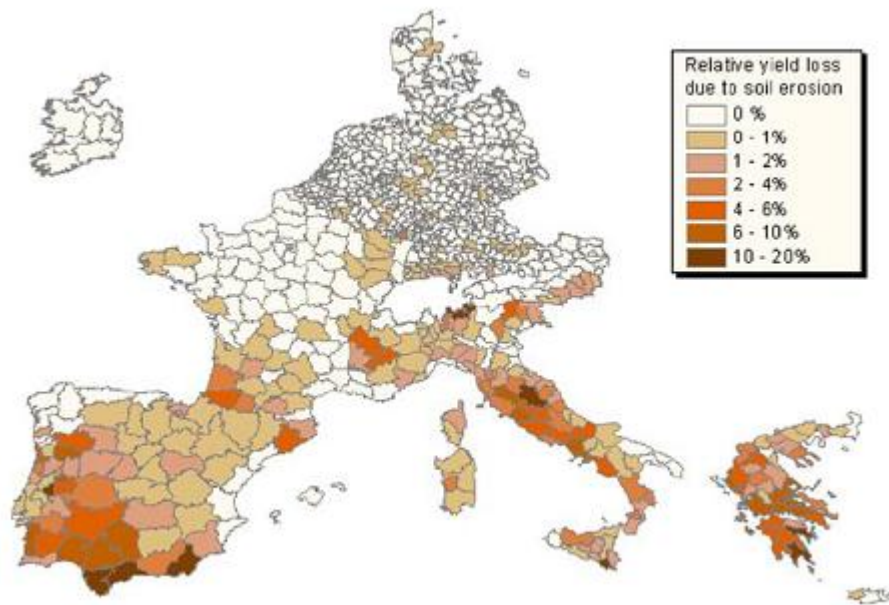 Relative yield loss
due to soil erosion
0 %
0 - 1%
1 - 2%
2 - 4%
4 - 6%
6 - 10%
10 - 20%